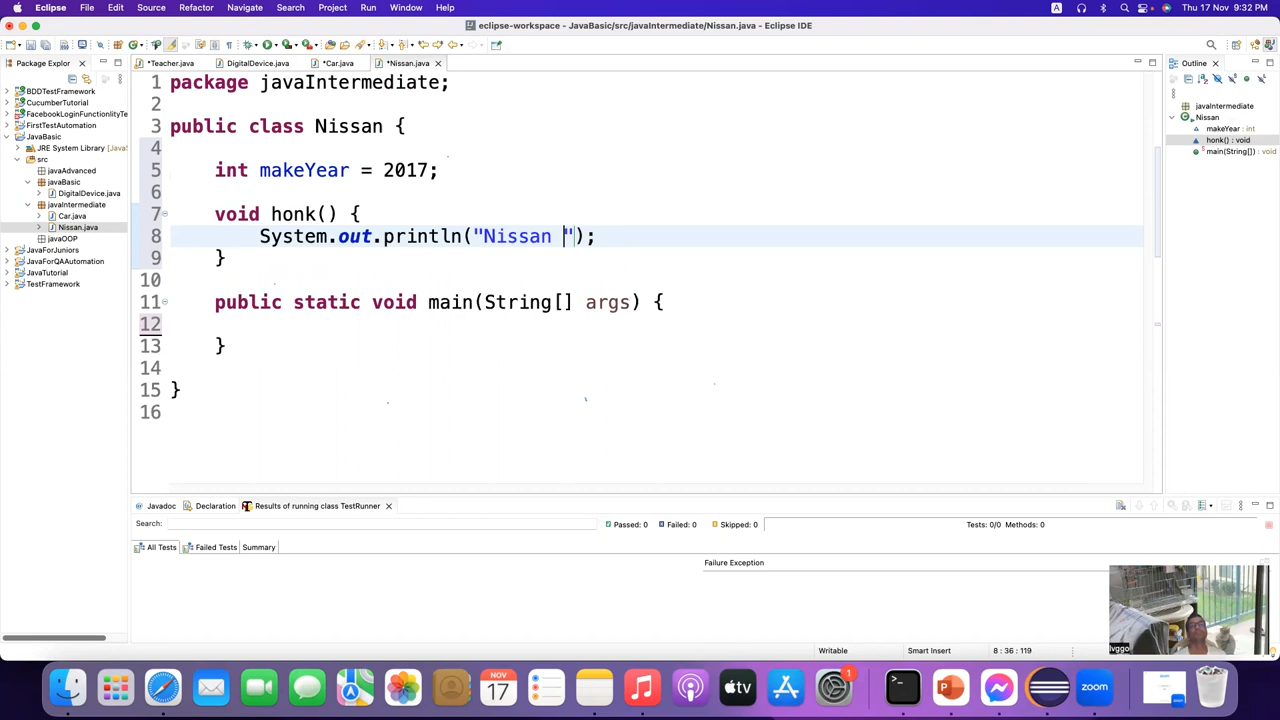 Eclipse File Edit Source Refactor Navigate Search Project Run Window Help
A Thu 17 Nov 9:32 PM
eclipse-workspace - JavaBasic/src/javaIntermediate/Nissan.java - Eclipse IDE
Package Explorer
*Teacher.java DigitalDevice.java *Car.java *Nissan.java
Outline
BDDTestFramework
CucumberTutorial
FacebookLoginFunctionlityTe
FirstTestAutomation
JavaBasic
JRE System Library [Javas
src
javaAdvanced
javaBasic
DigitalDevice.java
javaIntermediate
Car.java
Nissan.java
javaOOP
JavaForJuniors
JavaForQAAutomation
JavaTutorial
TestFramework
1 package javaIntermediate;
2
3 public class Nissan {
4
5 int makeYear = 2017;
6
7 void honk() {
8 System.out.println("Nissan ");
9 }
10
11 public static void main(String[] args) {
12
13 }
14
15 }
16
javaIntermediate
Nissan
makeYear : int
honk() : void
main(String[]) : void
Javadoc Declaration Results of running class TestRunner
Search: Passed: 0 Failed: 0 Skipped: 0 Tests: 0/0 Methods: 0
All Tests Failed Tests Summary
Failure Exception
Writable Smart Insert 8 : 36 : 119
NOV
17
tv
1
zoom